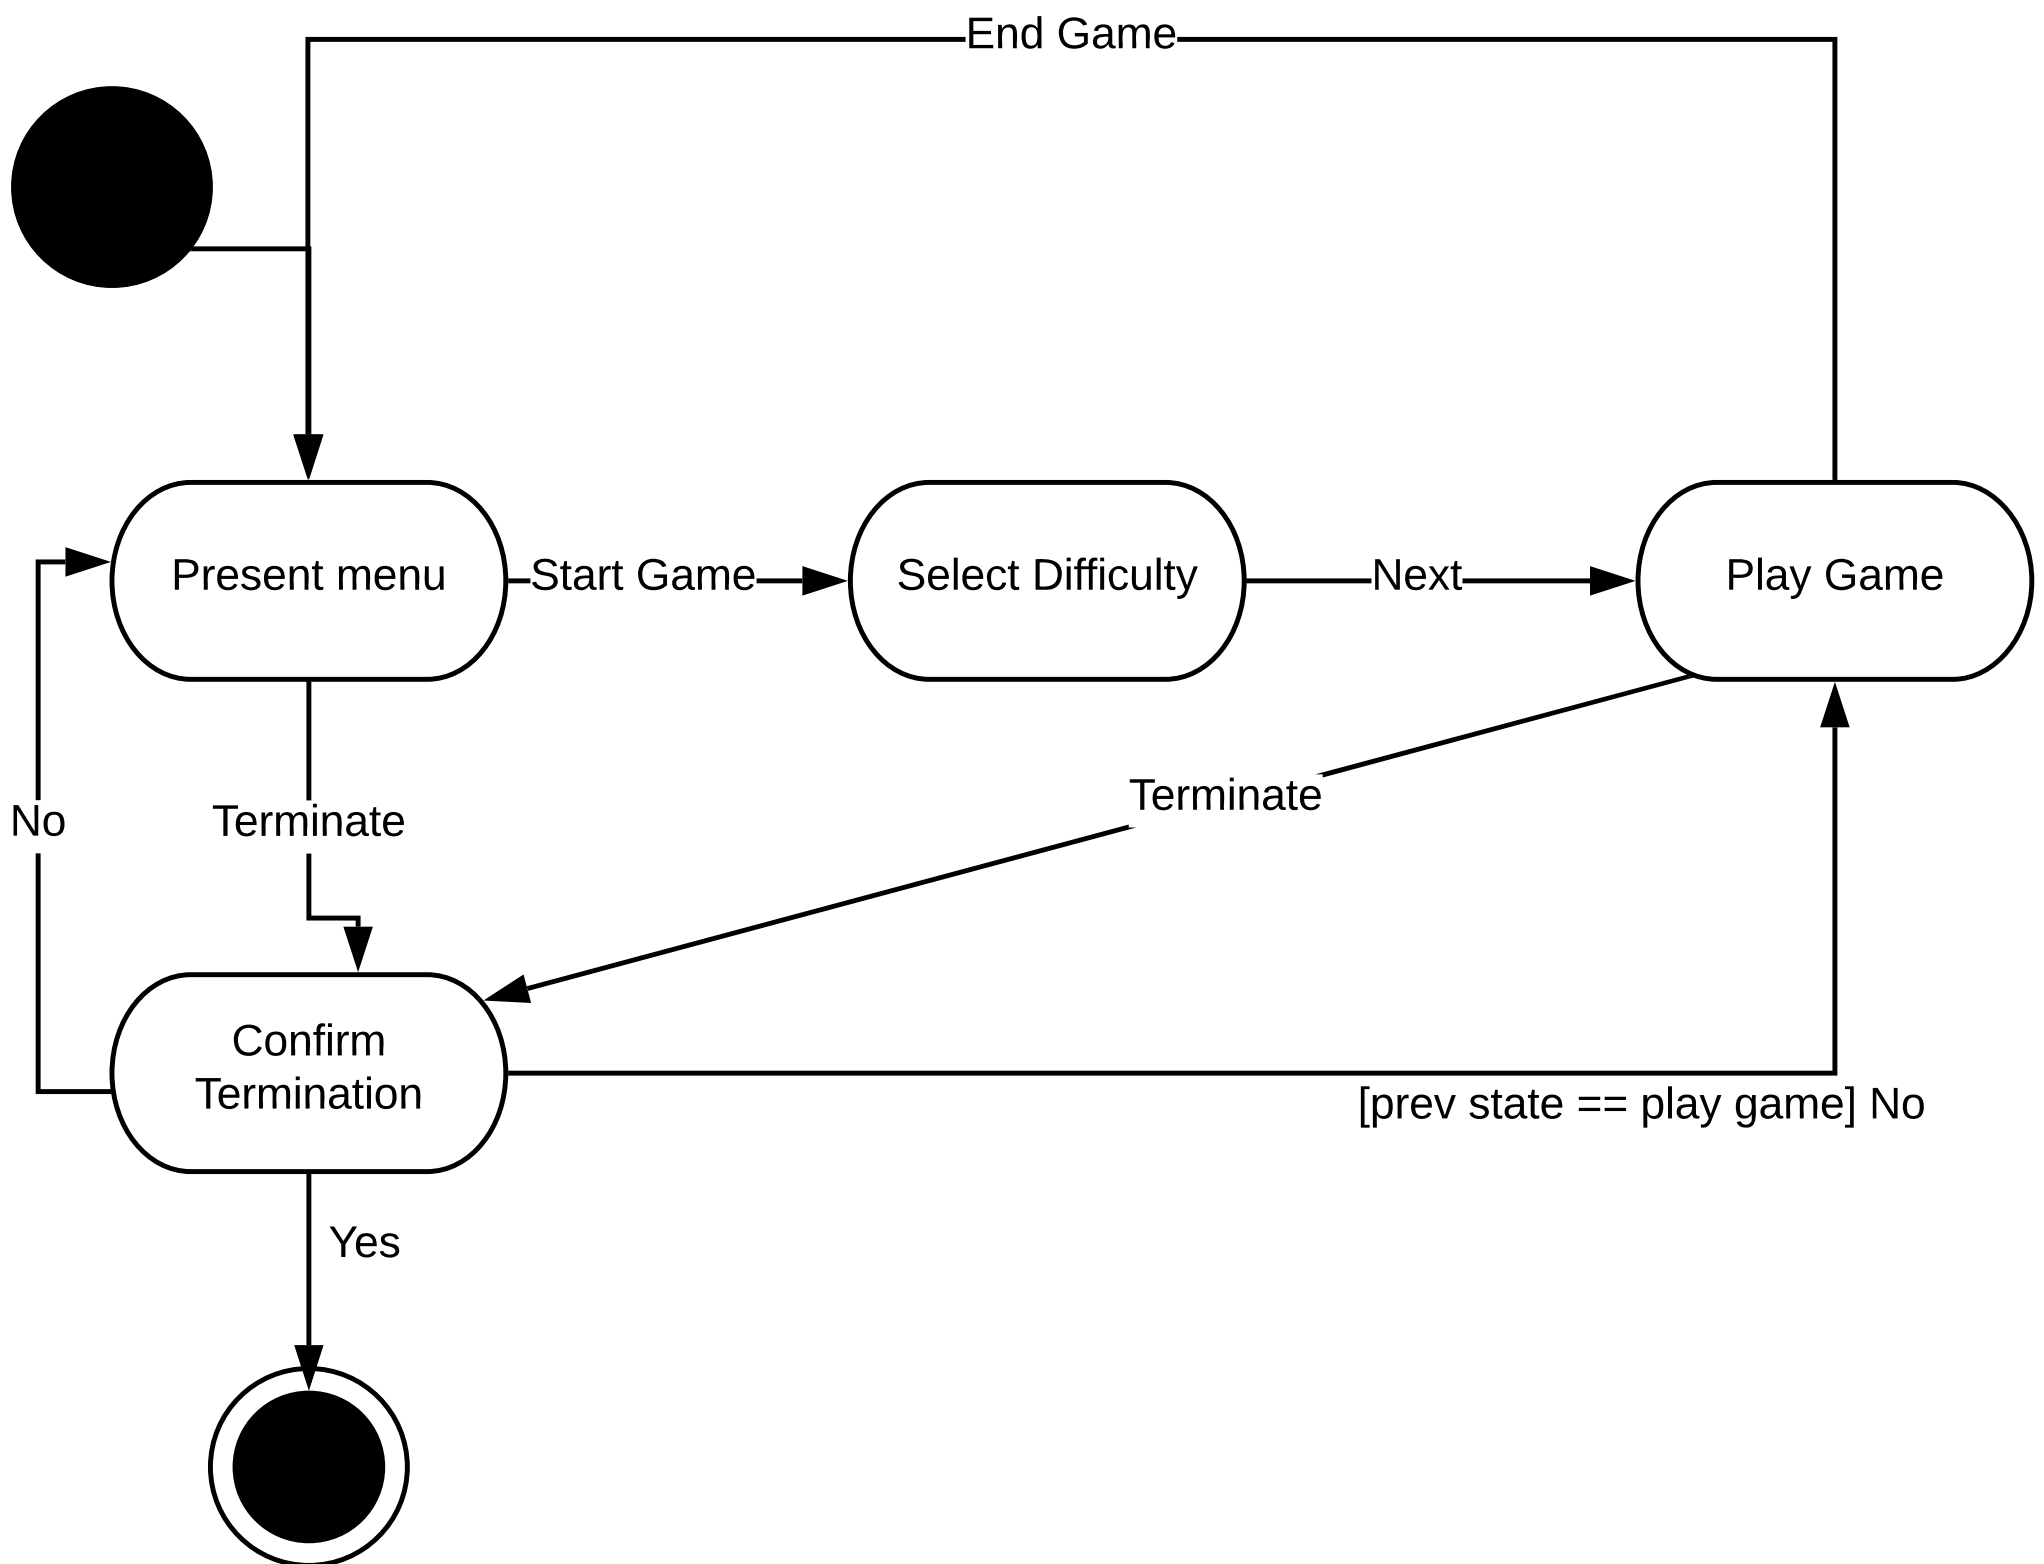 End Game
Present menu
Start Game
Select Difficulty
Next
Play Game
Terminate
No
Terminate
Confirm
Termination
[prev state == play game] No
Yes